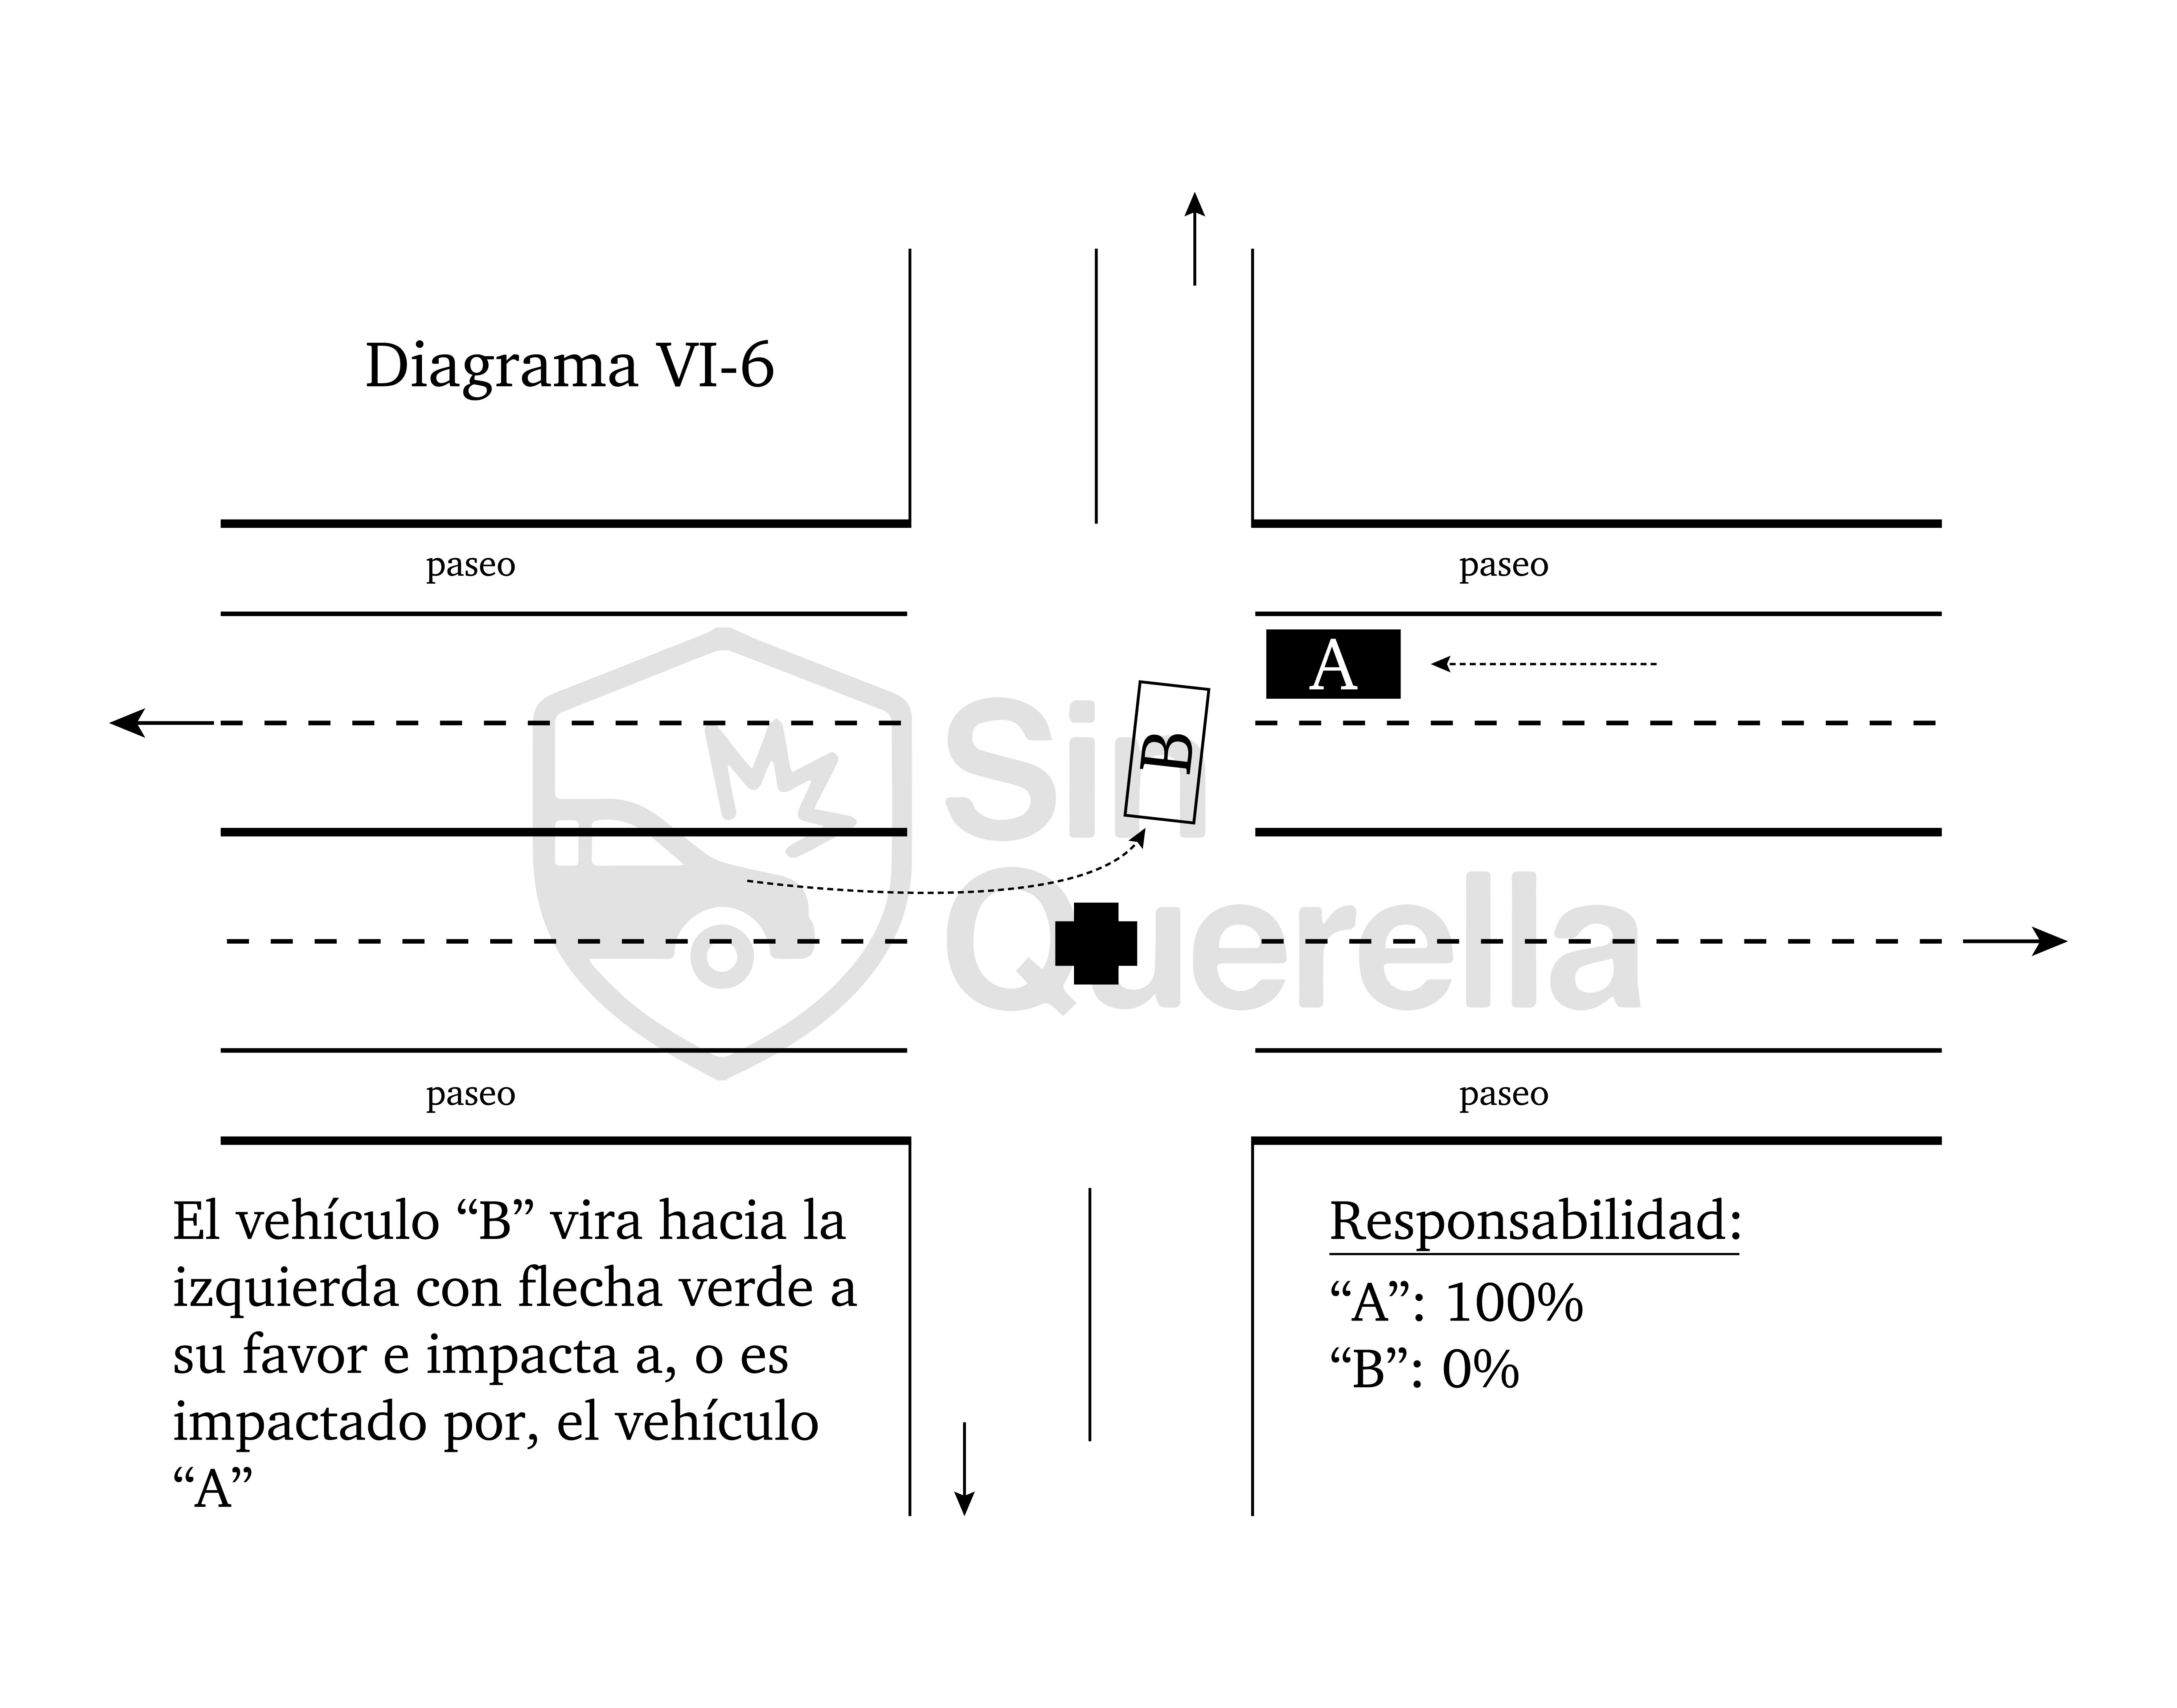 Diagrama VI-6
paseo
paseo
A
B
Sin
Querella
paseo
paseo
El vehículo “B” vira hacia la
izquierda con flecha verde a
su favor e impacta a, o es
impactado por, el vehículo
“A”
Responsabilidad:
“A”: 100%
“B”: 0%